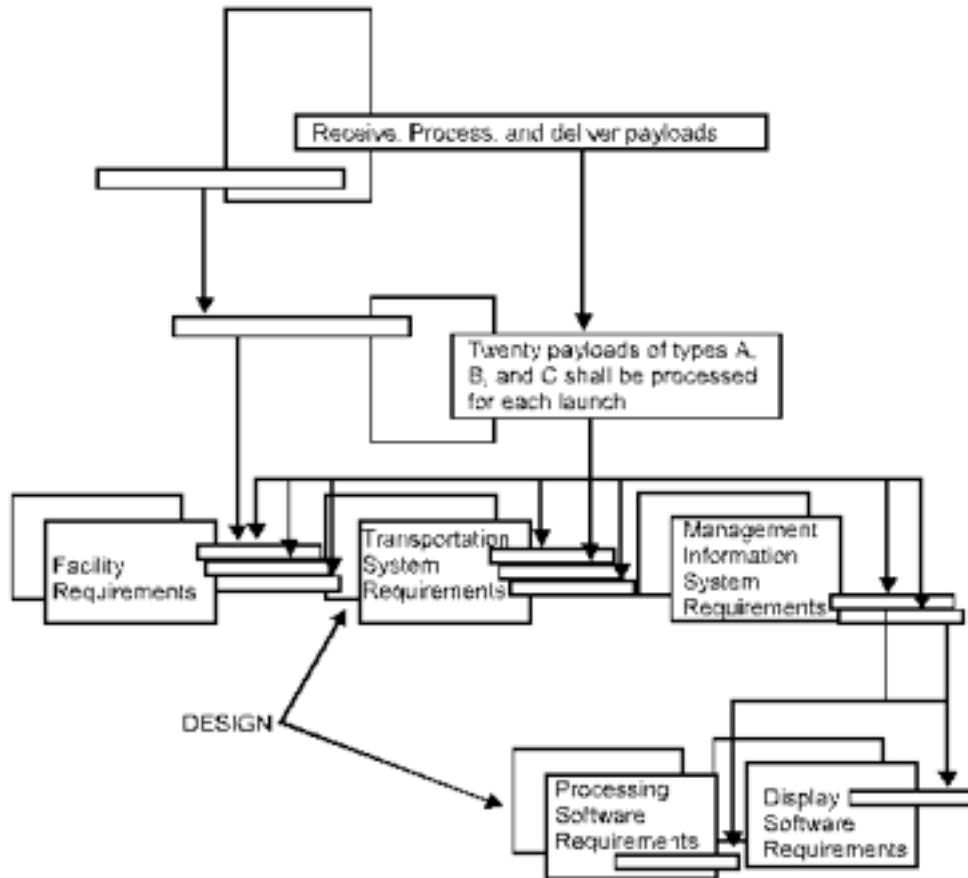 Receive, Process, and deliver payloads
Twenty payloads of types A,
B, and C shall be processed
for each launch
Facility
Requirements
Transportation
System
Requirements
Management
Information
System
Requirements
DESIGN
Processing
Software
Requirements
Display
Software
Requirements